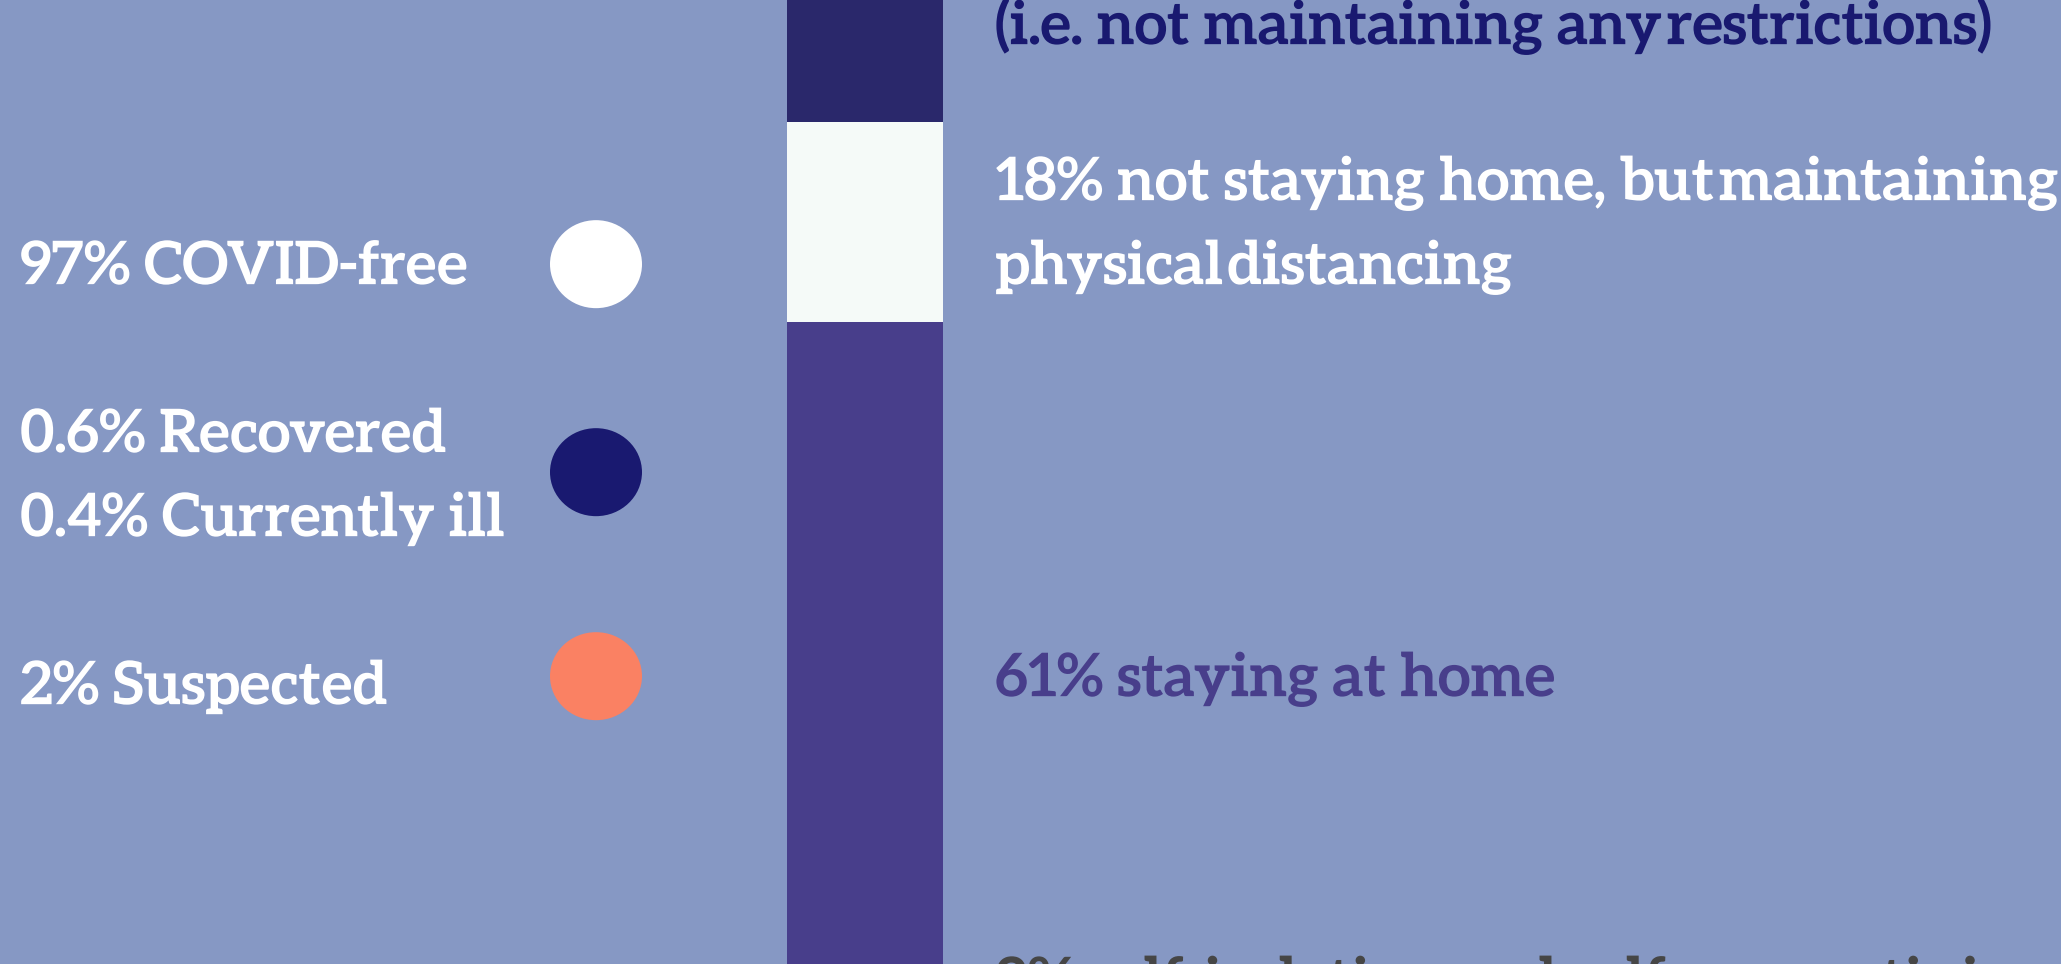 (i.e. not maintaining any restrictions)
18% not staying home, but maintaining
physical distancing
97% COVID-free
0.6% Recovered
0.4% Currently ill
2% Suspected
61% staying at home